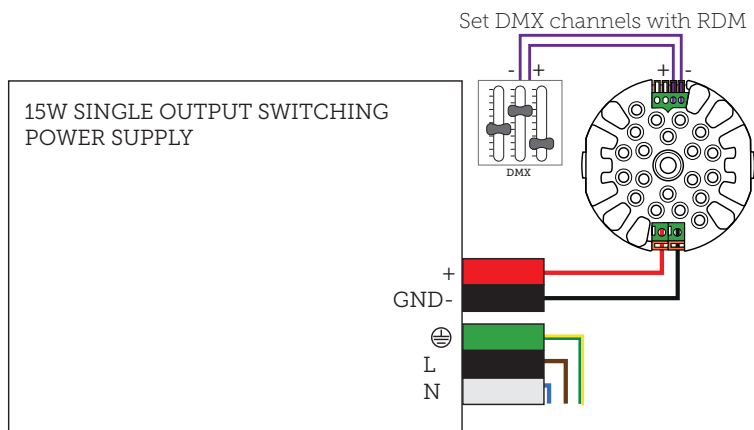 Set DMX channels with RDM
- +
+ -
DMX
15W SINGLE OUTPUT SWITCHING
POWER SUPPLY
+
GND-
L
N